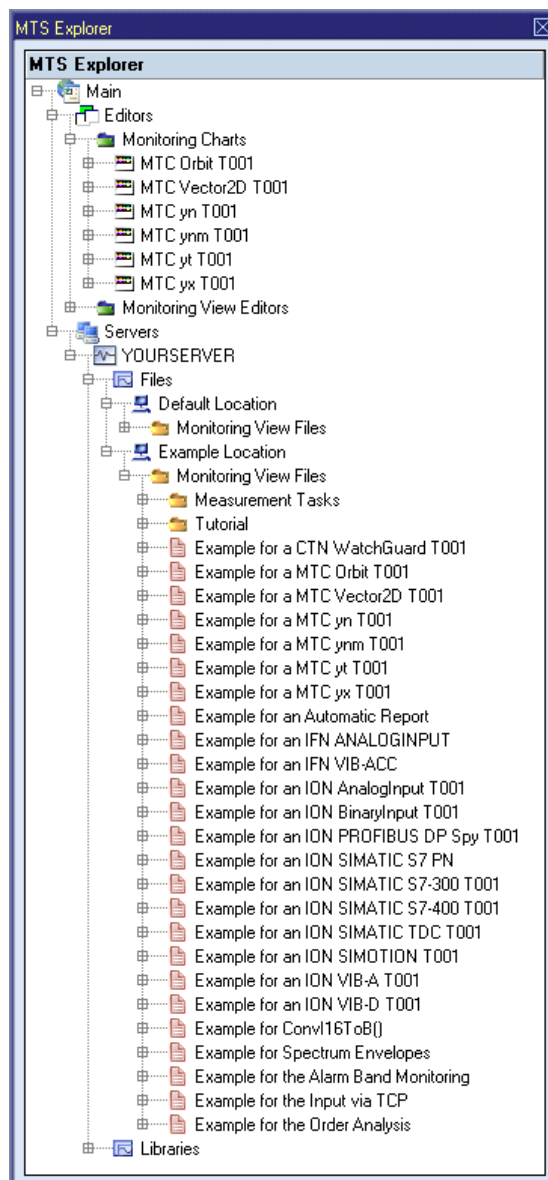 MTS Explorer
MTS Explorer
Main
Editors
Monitoring Charts
MTC Orbit T001
MTC Vector2D T001
MTC yn T001
MTC ynm T001
MTC yt T001
MTC yx T001
Monitoring View Editors
Servers
YOURSERVER
Files
Default Location
Monitoring View Files
Example Location
Monitoring View Files
Measurement Tasks
Tutorial
Example for a CTN WatchGuard T001
Example for a MTC Orbit T001
Example for a MTC Vector2D T001
Example for a MTC yn T001
Example for a MTC ynm T001
Example for a MTC yt T001
Example for a MTC yx T001
Example for an Automatic Report
Example for an IFN ANALOGINPUT
Example for an IFN VIB-ACC
Example for an ION AnalogInput T001
Example for an ION BinaryInput T001
Example for an ION PROFIBUS DP Spy T001
Example for an ION SIMATIC S7 PN
Example for an ION SIMATIC S7-300 T001
Example for an ION SIMATIC S7-400 T001
Example for an ION SIMATIC TDC T001
Example for an ION SIMOTION T001
Example for an ION VIB-A T001
Example for an ION VIB-D T001
Example for ConvI16ToB()
Example for Spectrum Envelopes
Example for the Alarm Band Monitoring
Example for the Input via TCP
Example for the Order Analysis
Libraries